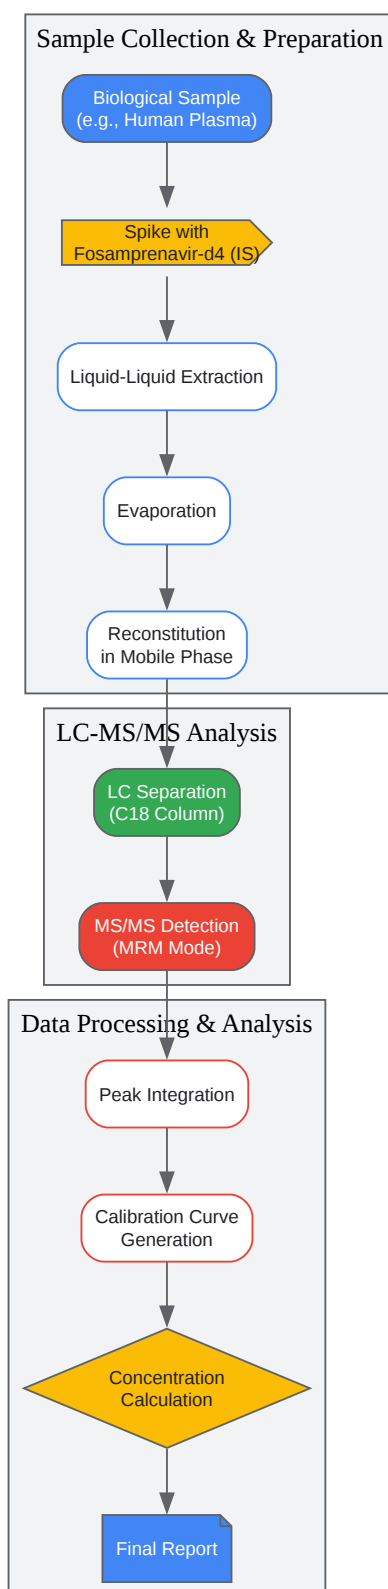 Sample Collection & Preparation
Biological Sample
(e.g., Human Plasma)
Spike with
Fosamprenavir-d4 (IS)
Liquid-Liquid Extraction
Evaporation
Reconstitution
in Mobile Phase
LC-MS/MS Analysis
LC Separation
(C18 Column)
MS/MS Detection
(MRM Mode)
Data Processing & Analysis
Peak Integration
Calibration Curve
Generation
Concentration
Calculation
Final Report